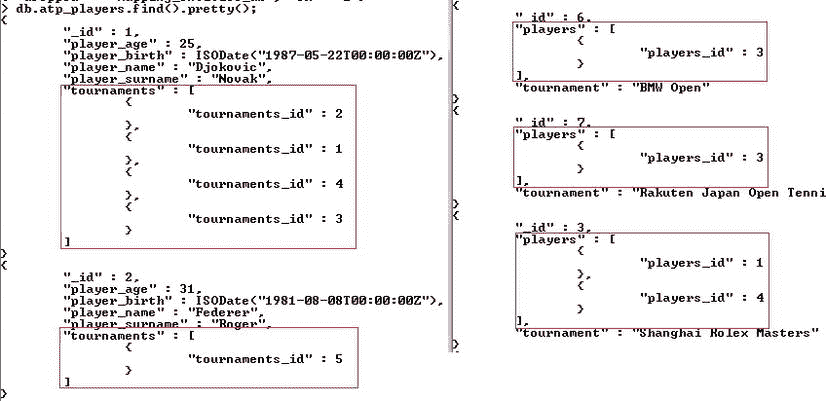 > db.atp_players.find().pretty();
{
"_id" : 1,
"player_age" : 25,
"player_birth" : ISODate("1987-05-22T00:00:00Z"),
"player_name" : "Djokovic",
"player_surname" : "Novak",
"tournaments" : [
{
"tournaments_id" : 2
},
{
"tournaments_id" : 1
},
{
"tournaments_id" : 4
},
{
"tournaments_id" : 3
}
]
}
{
"_id" : 2,
"player_age" : 31,
"player_birth" : ISODate("1981-08-08T00:00:00Z"),
"player_name" : "Federer",
"player_surname" : "Roger",
"tournaments" : [
{
"tournaments_id" : 5
}
]
}
{
"_id" : 6,
"players" : [
{
"players_id" : 3
}
],
"tournament" : "BMW Open"
}
{
"_id" : 7,
"players" : [
{
"players_id" : 3
}
],
"tournament" : "Rakuten Japan Open Tenni
}
{
"_id" : 3,
"players" : [
{
"players_id" : 1
},
{
"players_id" : 4
}
],
"tournament" : "Shanghai Rolex Masters"
}